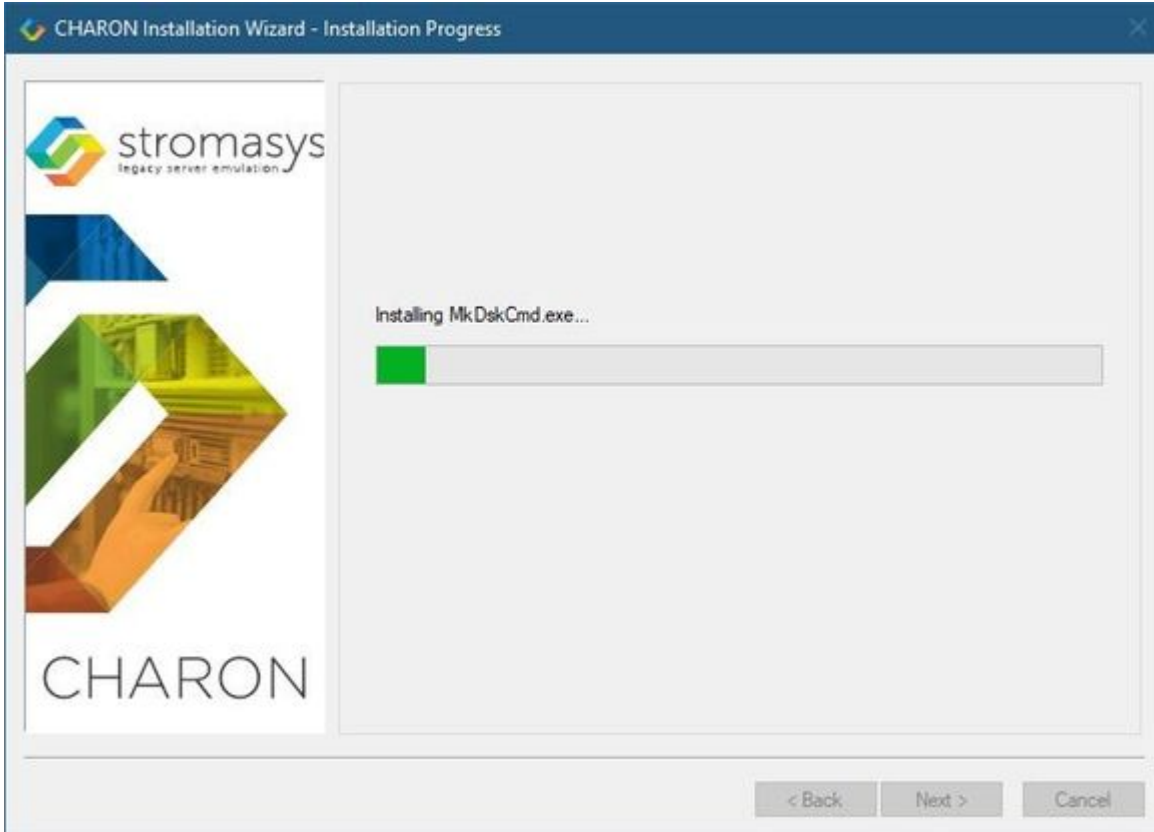 CHARON Installation Wizard - Installation Progress
stromasys
legacy server emulation
Installing MkDskCmd.exe...
CHARON
< Back Next > Cancel